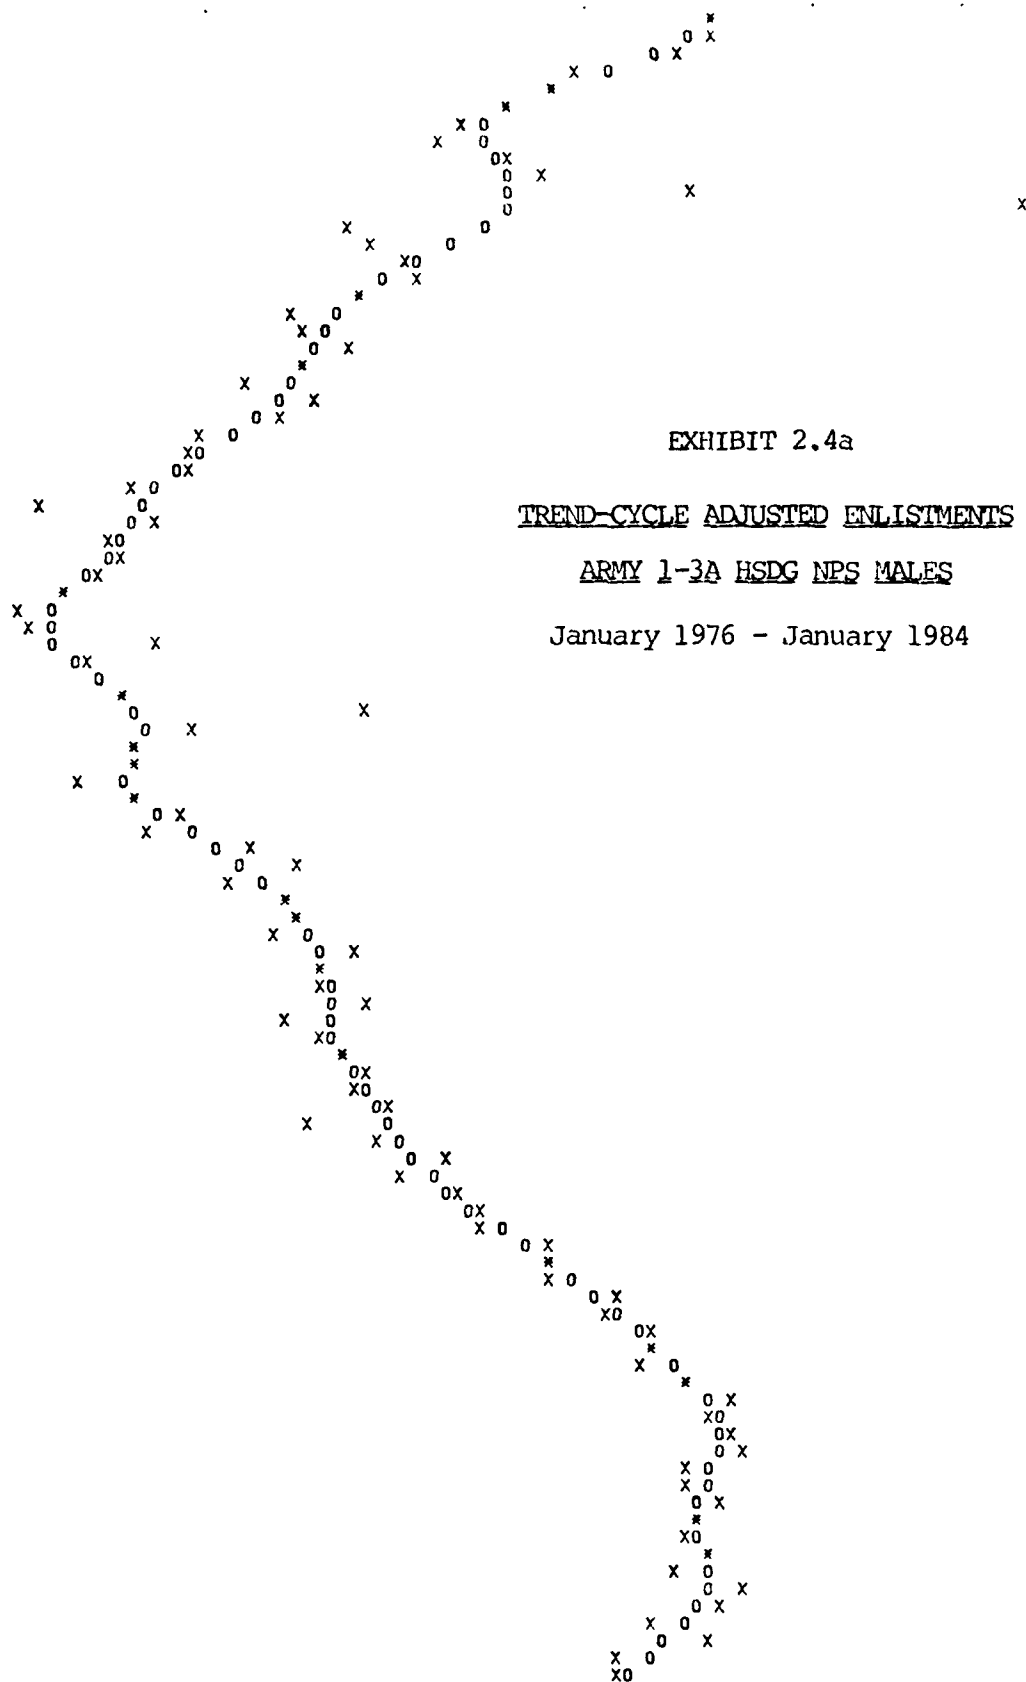 EXHIBIT 2.4a
TREND-CYCLE ADJUSTED ENLISTMENTS
ARMY 1-3A HSDG NPS MALES
January 1976 - January 1984